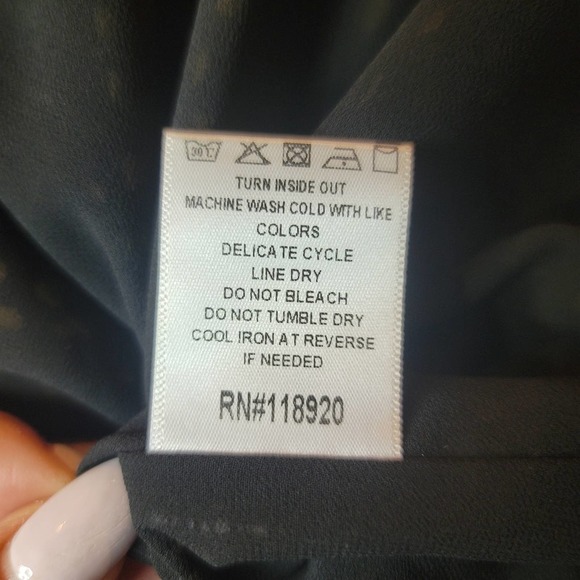 30°C
TURN INSIDE OUT
MACHINE WASH COLD WITH LIKE
COLORS
DELICATE CYCLE
LINE DRY
DO NOT BLEACH
DO NOT TUMBLE DRY
COOL IRON AT REVERSE
IF NEEDED
RN#118920